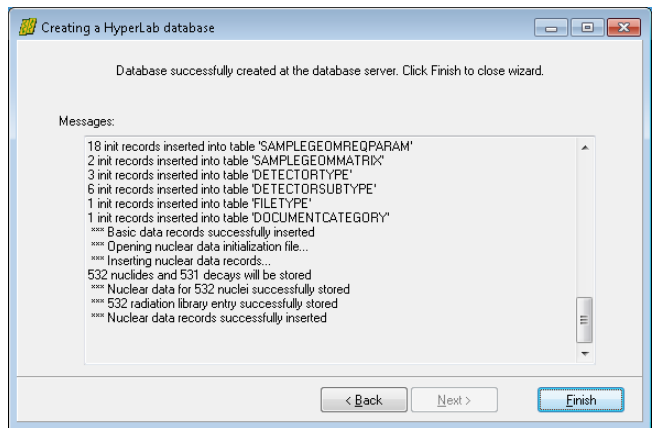 Creating a HyperLab database
Database successfully created at the database server. Click Finish to close wizard.
Messages:
18 init records inserted into table 'SAMPLEGEOMREQPARAM'
2 init records inserted into table 'SAMPLEGEOMMATRIX'
3 init records inserted into table 'DETECTORTYPE'
6 init records inserted into table 'DETECTORSUBTYPE'
1 init records inserted into table 'FILETYPE'
1 init records inserted into table 'DOCUMENTCATEGORY'
*** Basic data records successfully inserted
*** Opening nuclear data initialization file...
*** Inserting nuclear data records...
532 nuclides and 531 decays will be stored
*** Nuclear data for 532 nuclei successfully stored
*** 532 radiation library entry successfully stored
*** Nuclear data records successfully inserted
< Back Next > Finish